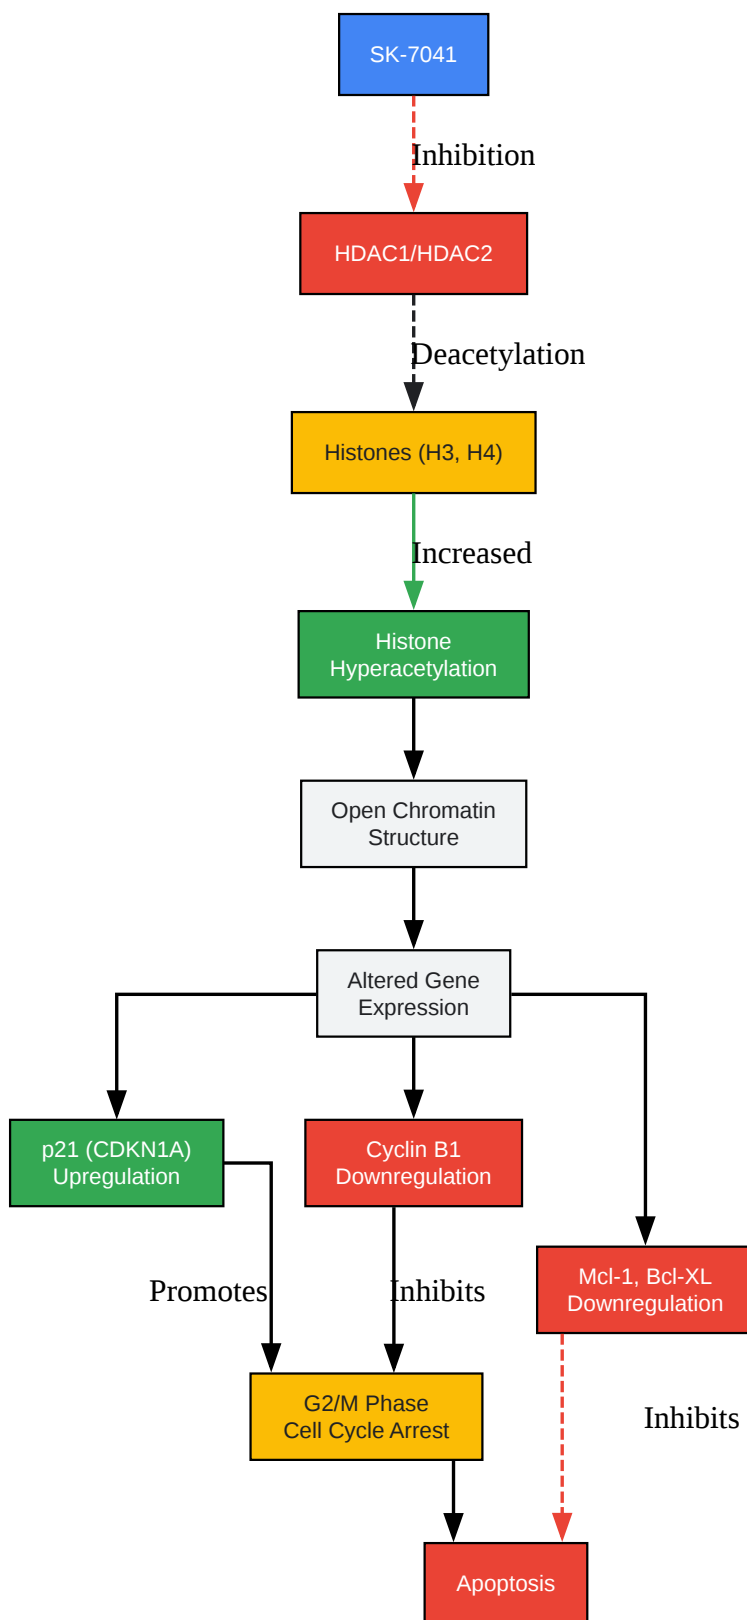 SK-7041
Inhibition
HDAC1/HDAC2
Deacetylation
Histones (H3, H4)
Increased
Histone
Hyperacetylation
Open Chromatin
Structure
Altered Gene
Expression
p21 (CDKN1A)
Upregulation
Cyclin B1
Downregulation
Mcl-1, Bcl-XL
Downregulation
Promotes
Inhibits
G2/M Phase
Cell Cycle Arrest
Inhibits
Apoptosis